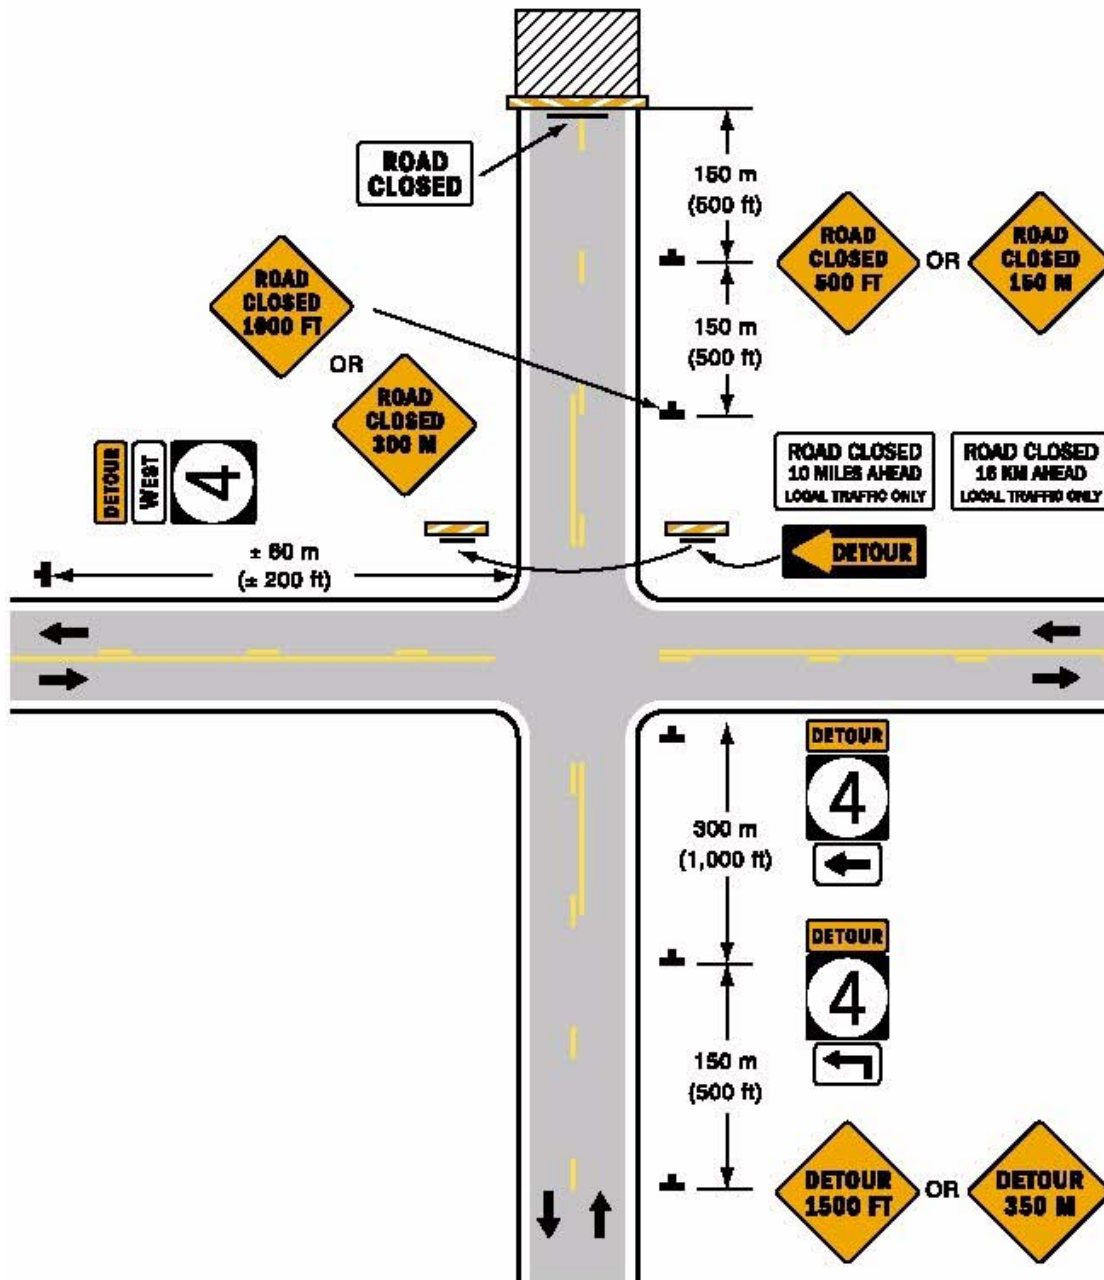 ROAD
CLOSED
150 m
(500 ft)
ROAD
CLOSED
500 FT
OR
ROAD
CLOSED
150 M
ROAD
CLOSED
1000 FT
OR
ROAD
CLOSED
300 M
150 m
(500 ft)
DETOUR
WEST
4
ROAD CLOSED
10 MILES AHEAD
LOCAL TRAFFIC ONLY
ROAD CLOSED
16 KM AHEAD
LOCAL TRAFFIC ONLY
DETOUR
± 60 m
(± 200 ft)
DETOUR
4
300 m
(1,000 ft)
DETOUR
4
150 m
(500 ft)
DETOUR
1500 FT
OR
DETOUR
350 M